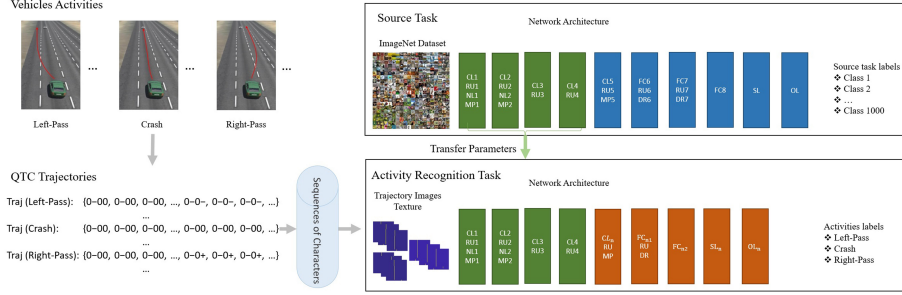 Vehicles Activities
...
...
...
Left-Pass
Crash
Right-Pass
QTC Trajectories
Traj (Left-Pass): {0−00, 0−00, 0−00, ..., 0−0−, 0−0−, 0−0−, ...}
...
Traj (Crash): {0−00, 0−00, 0−00, ..., 0−00, 0−00, 0−00, ...}
...
Traj (Right-Pass): {0−00, 0−00, 0−00, ..., 0−0+, 0−0+, 0−0+, ...}
...
Sequences of Characters
Source Task
Network Architecture
ImageNet Dataset
CL1
RU1
NL1
MP1
CL2
RU2
NL2
MP2
CL3
RU3
CL4
RU4
CL5
RU5
MP5
FC6
RU6
DR6
FC7
RU7
DR7
FC8
SL
OL
Source task labels
❖ Class 1
❖ Class 2
❖ ...
❖ Class 1000
Transfer Parameters
Activity Recognition Task
Network Architecture
Trajectory Images
Texture
CL1
RU1
NL1
MP1
CL2
RU2
NL2
MP2
CL3
RU3
CL4
RU4
CLn
RU
MP
FCn1
RU
DR
FCn2
SLn
OLn
Activities labels
❖ Left-Pass
❖ Crash
❖ Right-Pass